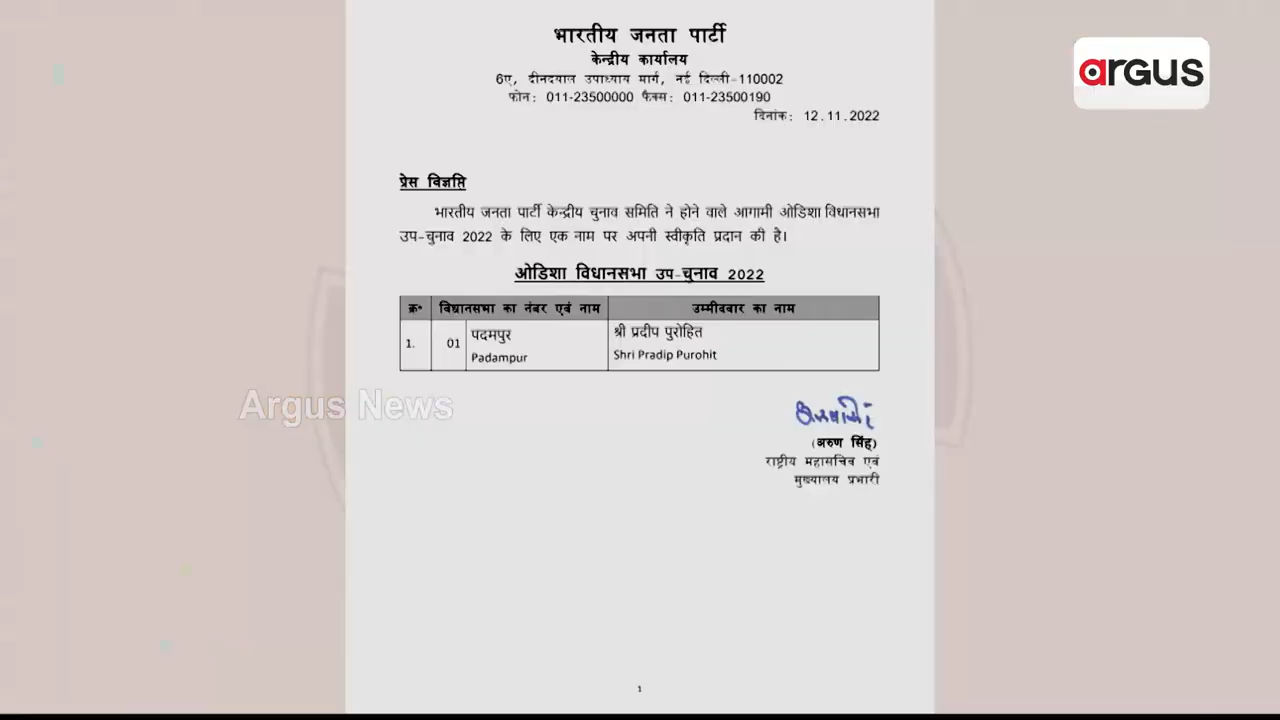 भारतीय जनता पार्टी
केन्द्रीय कार्यालय
6ए, दीनदयाल उपाध्याय मार्ग, नई दिल्ली-110002
फोन: 011-23500000 फैक्स: 011-23500190
दिनांक: 12.11.2022
argus
प्रेस विज्ञप्ति
भारतीय जनता पार्टी केन्द्रीय चुनाव समिति ने होने वाले आगामी ओडिशा विधानसभा
उप-चुनाव 2022 के लिए एक नाम पर अपनी स्वीकृति प्रदान की है।
ओडिशा विधानसभा उप-चुनाव 2022
क्र० विधानसभा का नंबर एवं नाम उम्मीदवार का नाम
1. 01 पदमपुर श्री प्रदीप पुरोहित
Padampur Shri Pradip Purohit
Argus News
(अरुण सिंह)
राष्ट्रीय महासचिव एवं
मुख्यालय प्रभारी
1